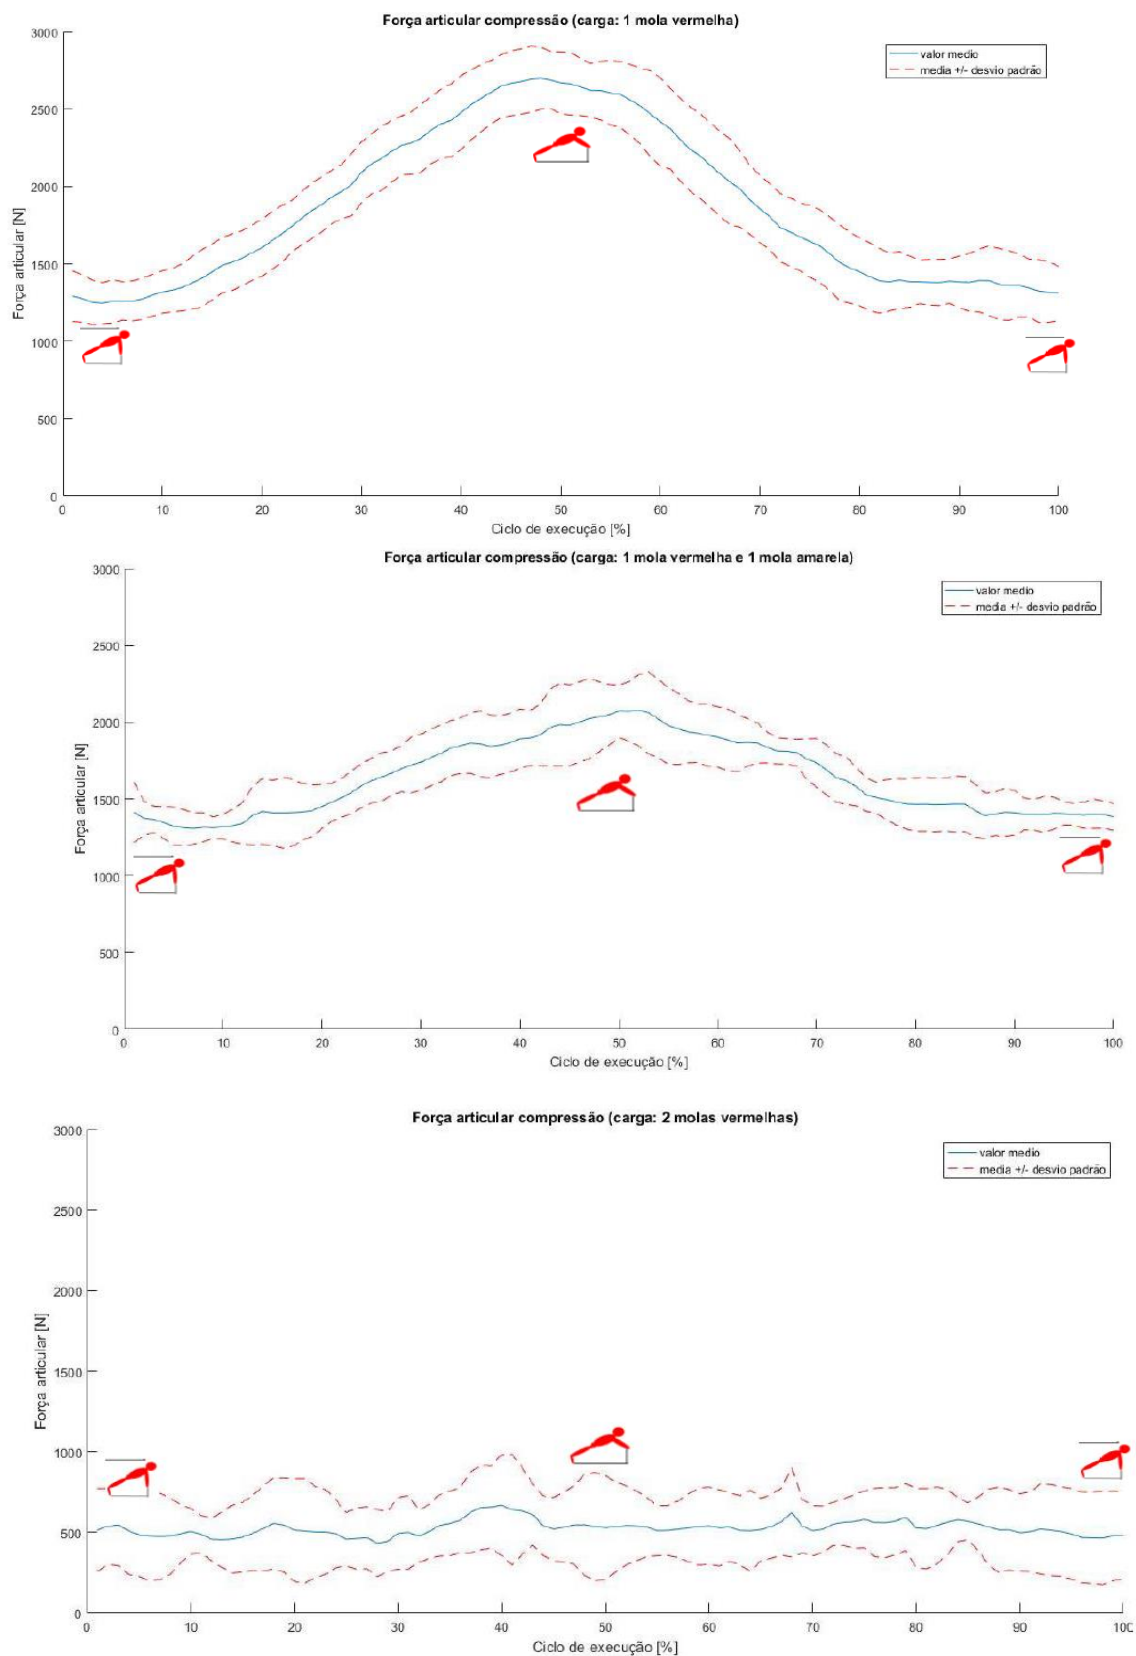 Força articular compressão (carga: 1 mola vermelha)
3000
valor medio
media +/- desvio padrão
2500
2000
Força articular [N]
1500
1000
500
0
0 10 20 30 40 50 60 70 80 90 100
Ciclo de execução [%]
Força articular compressão (carga: 1 mola vermelha e 1 mola amarela)
3000
valor medio
media +/- desvio padrão
2500
2000
Força articular [N]
1500
1000
500
0
0 10 20 30 40 50 60 70 80 90 100
Ciclo de execução [%]
Força articular compressão (carga: 2 molas vermelhas)
3000
valor medio
media +/- desvio padrão
2500
2000
Força articular [N]
1500
1000
500
0
0 10 20 30 40 50 60 70 80 90 100
Ciclo de execução [%]